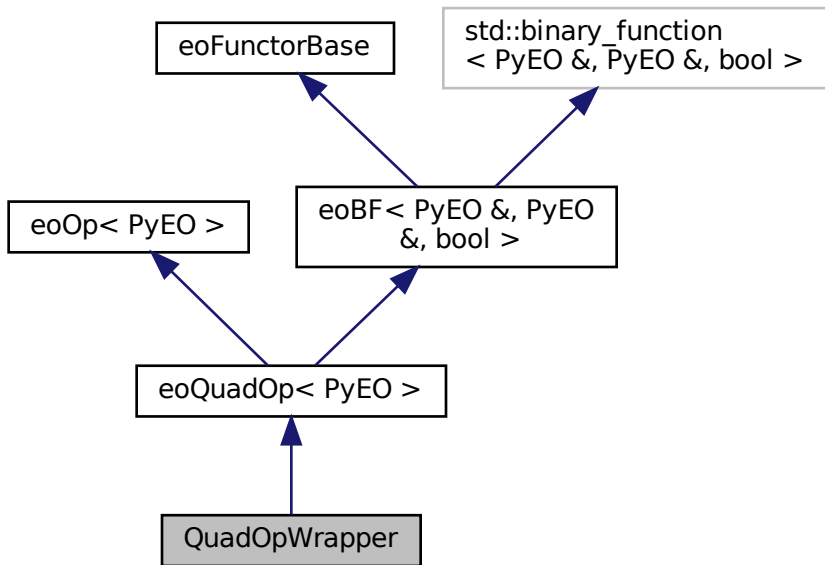 eoFunctorBase
std::binary_function
< PyEO &, PyEO &, bool >
eoOp< PyEO >
eoBF< PyEO &, PyEO
&, bool >
eoQuadOp< PyEO >
QuadOpWrapper